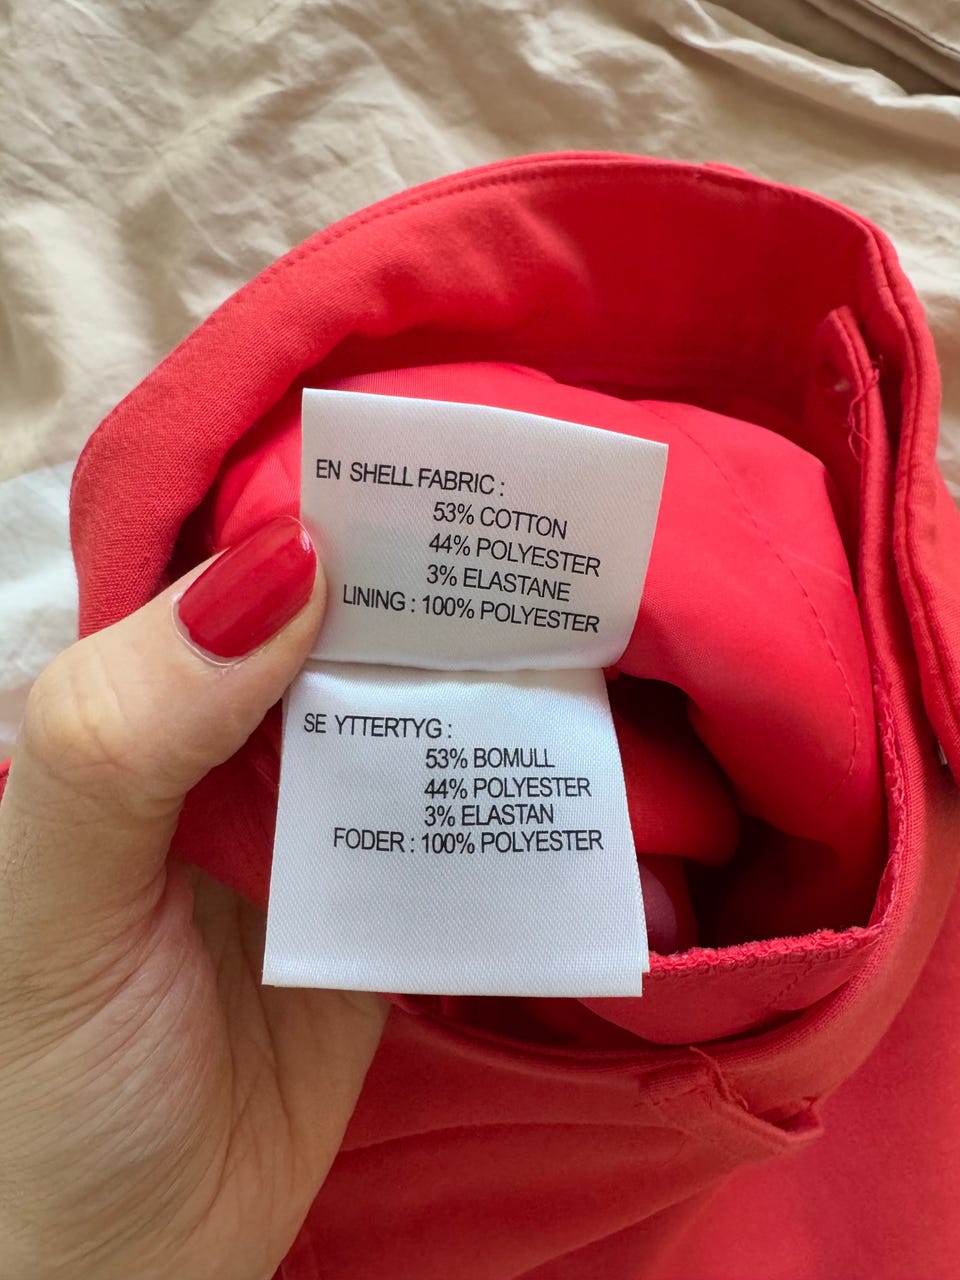 EN SHELL FABRIC :
53% COTTON
44% POLYESTER
3% ELASTANE
LINING : 100% POLYESTER
SE YTTERTYG :
53% BOMULL
44% POLYESTER
3% ELASTAN
FODER : 100% POLYESTER